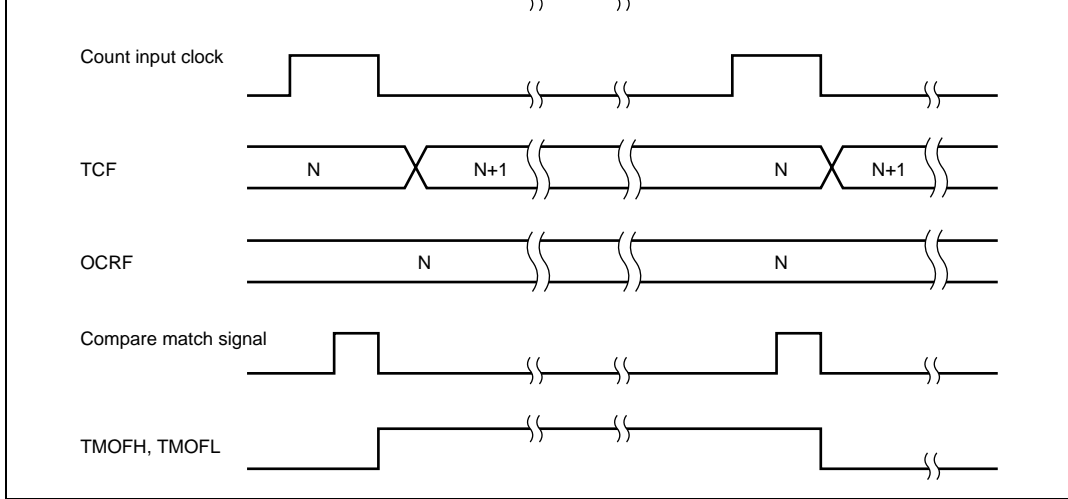 Count input clock
TCF N N+1 N N+1
OCRF N N
Compare match signal
TMOFH, TMOFL